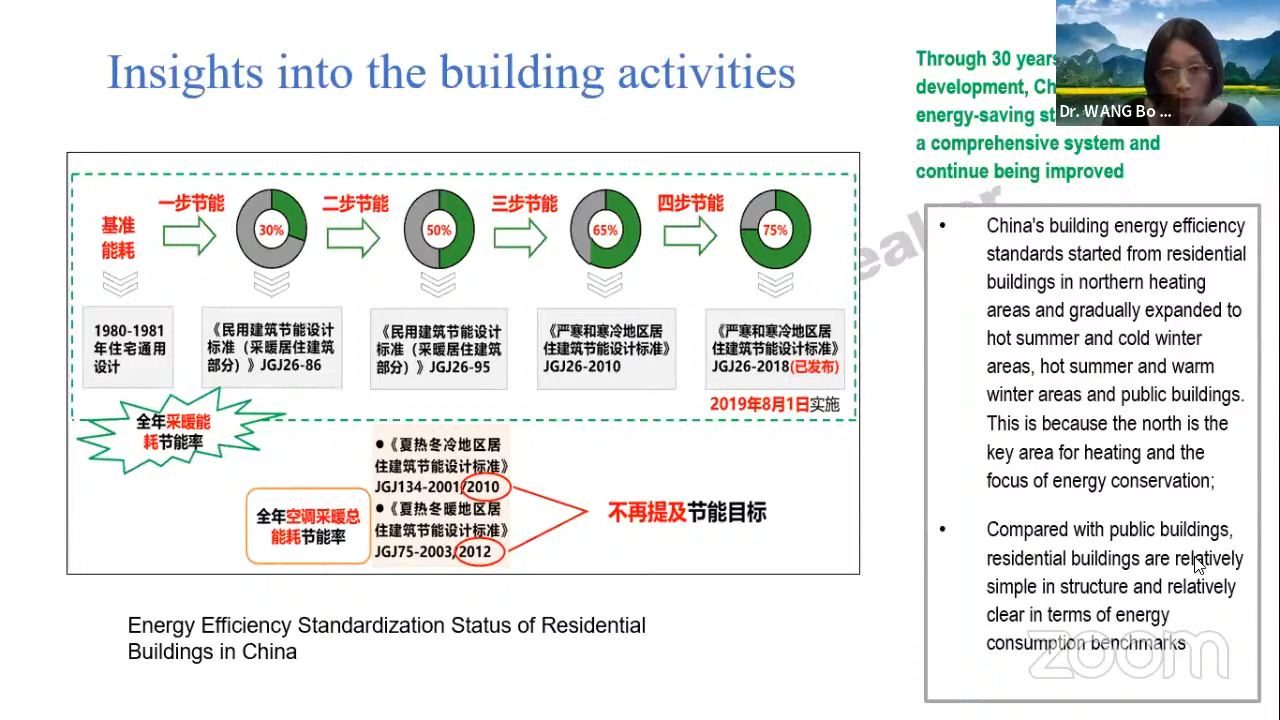 Insights into the building activities
Through 30 years
development, Ch
energy-saving st
a comprehensive system and
continue being improved
Dr. WANG Bo ...
基准
能耗
一步节能
30%
二步节能
50%
三步节能
65%
四步节能
75%
1980-1981
年住宅通用
设计
《民用建筑节能设计
标准（采暖居住建筑
部分）》JGJ26-86
《民用建筑节能设计
标准（采暖居住建筑
部分）》JGJ26-95
《严寒和寒冷地区居
住建筑节能设计标准》
JGJ26-2010
《严寒和寒冷地区居
住建筑节能设计标准》
JGJ26-2018(已发布)
2019年8月1日实施
全年采暖能
耗节能率
●《夏热冬冷地区居
住建筑节能设计标准》
JGJ134-2001/2010
●《夏热冬暖地区居
住建筑节能设计标准》
JGJ75-2003/2012
全年空调采暖总
能耗节能率
不再提及节能目标
Energy Efficiency Standardization Status of Residential
Buildings in China
• China's building energy efficiency
standards started from residential
buildings in northern heating
areas and gradually expanded to
hot summer and cold winter
areas, hot summer and warm
winter areas and public buildings.
This is because the north is the
key area for heating and the
focus of energy conservation;
• Compared with public buildings,
residential buildings are relatively
simple in structure and relatively
clear in terms of energy
consumption benchmarks
zoom